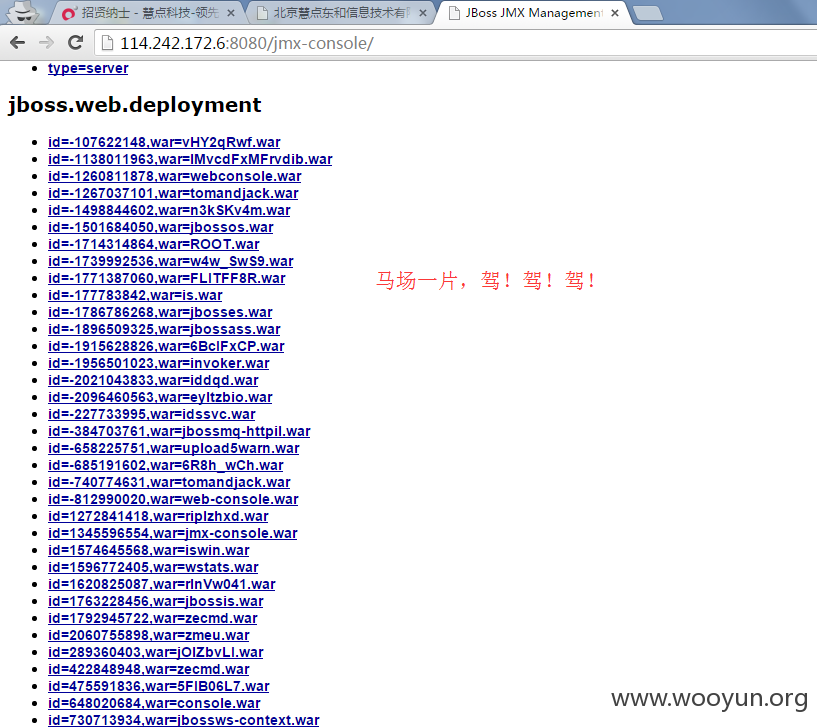 招贤纳士 - 慧点科技-领先
北京慧点东和信息技术有
JBoss JMX Management
114.242.172.6:8080/jmx-console/
type=server
jboss.web.deployment
id=-107622148,war=vHY2qRwf.war
id=-1138011963,war=IMvcdFxMFrvdib.war
id=-1260811878,war=webconsole.war
id=-1267037101,war=tomandjack.war
id=-1498844602,war=n3kSKv4m.war
id=-1501684050,war=jbossos.war
id=-1714314864,war=ROOT.war
id=-1739992536,war=w4w_SwS9.war
id=-1771387060,war=FLITFF8R.war
马场一片，驾！驾！驾！
id=-177783842,war=is.war
id=-1786786268,war=jbosses.war
id=-1896509325,war=jbossass.war
id=-1915628826,war=6BclFxCP.war
id=-1956501023,war=invoker.war
id=-2021043833,war=iddqd.war
id=-2096460563,war=eyltzbio.war
id=-227733995,war=idssvc.war
id=-384703761,war=jbossmq-httpil.war
id=-658225751,war=upload5warn.war
id=-685191602,war=6R8h_wCh.war
id=-740774631,war=tomandjack.war
id=-812990020,war=web-console.war
id=1272841418,war=riplzhxd.war
id=1345596554,war=jmx-console.war
id=1574645568,war=iswin.war
id=1596772405,war=wstats.war
id=1620825087,war=rlnVw041.war
id=1763228456,war=jbossis.war
id=1792945722,war=zecmd.war
id=2060755898,war=zmeu.war
id=289360403,war=jOlZbvLl.war
id=422848948,war=zecmd.war
id=475591836,war=5FlB06L7.war
id=648020684,war=console.war
id=730713934,war=jbossws-context.war
www.wooyun.org